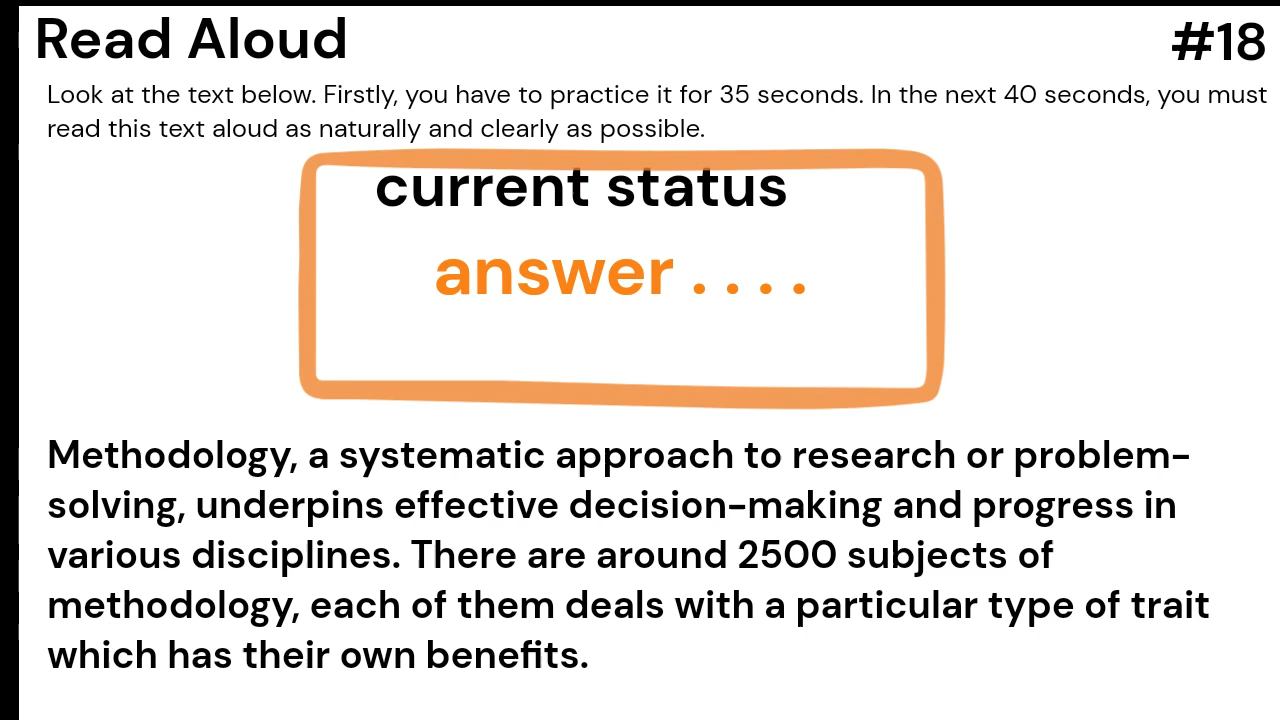 Read Aloud
#18
Look at the text below. Firstly, you have to practice it for 35 seconds. In the next 40 seconds, you must
read this text aloud as naturally and clearly as possible.
current status
answer . . . .
Methodology, a systematic approach to research or problem-
solving, underpins effective decision-making and progress in
various disciplines. There are around 2500 subjects of
methodology, each of them deals with a particular type of trait
which has their own benefits.